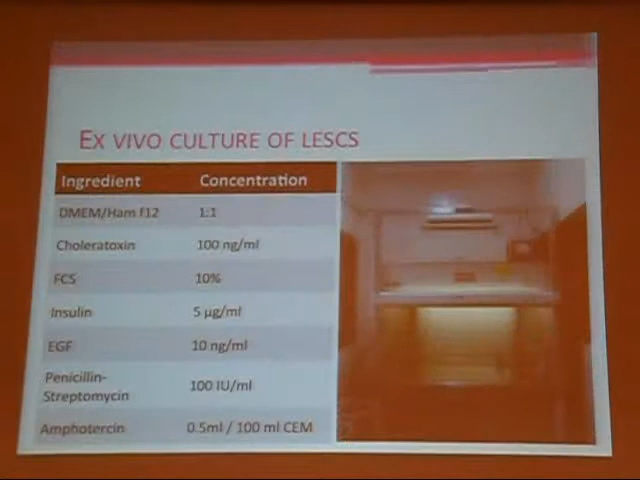 EX VIVO CULTURE OF LESCS
Ingredient Concentration
DMEM/Ham f12 1:1
Choleratoxin 100 ng/ml
FCS 10%
Insulin 5 µg/ml
EGF 10 ng/ml
Penicillin-
Streptomycin 100 IU/ml
Amphotercin 0.5ml / 100 ml CEM